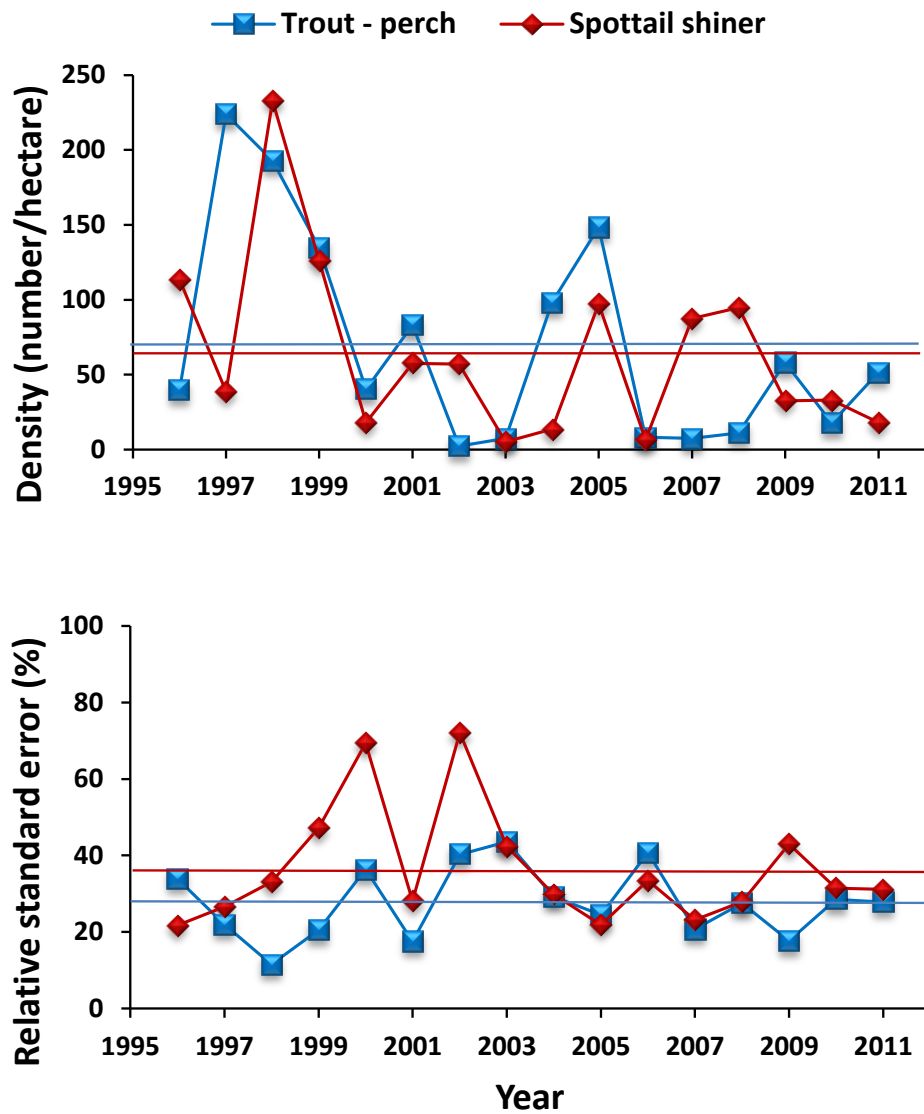 Trout - perch Spottail shiner
Density (number/hectare)
250
200
150
100
50
0
1995 1997 1999 2001 2003 2005 2007 2009 2011
Relative standard error (%)
100
80
60
40
20
0
1995 1997 1999 2001 2003 2005 2007 2009 2011
Year